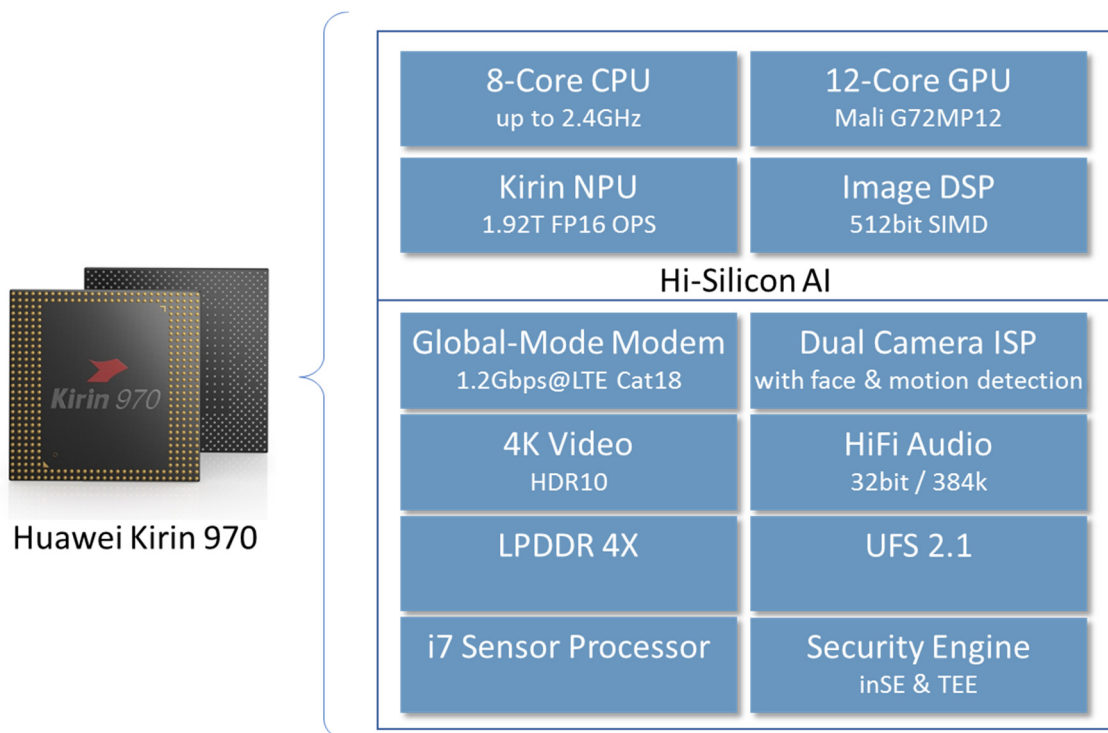 8-Core CPU
up to 2.4GHz
12-Core GPU
Mali G72MP12
Kirin NPU
1.92T FP16 OPS
Image DSP
512bit SIMD
Hi-Silicon AI
Global-Mode Modem
1.2Gbps@LTE Cat18
Dual Camera ISP
with face & motion detection
4K Video
HDR10
HiFi Audio
32bit / 384k
LPDDR 4X
UFS 2.1
i7 Sensor Processor
Security Engine
inSE & TEE
Kirin 970
Huawei Kirin 970